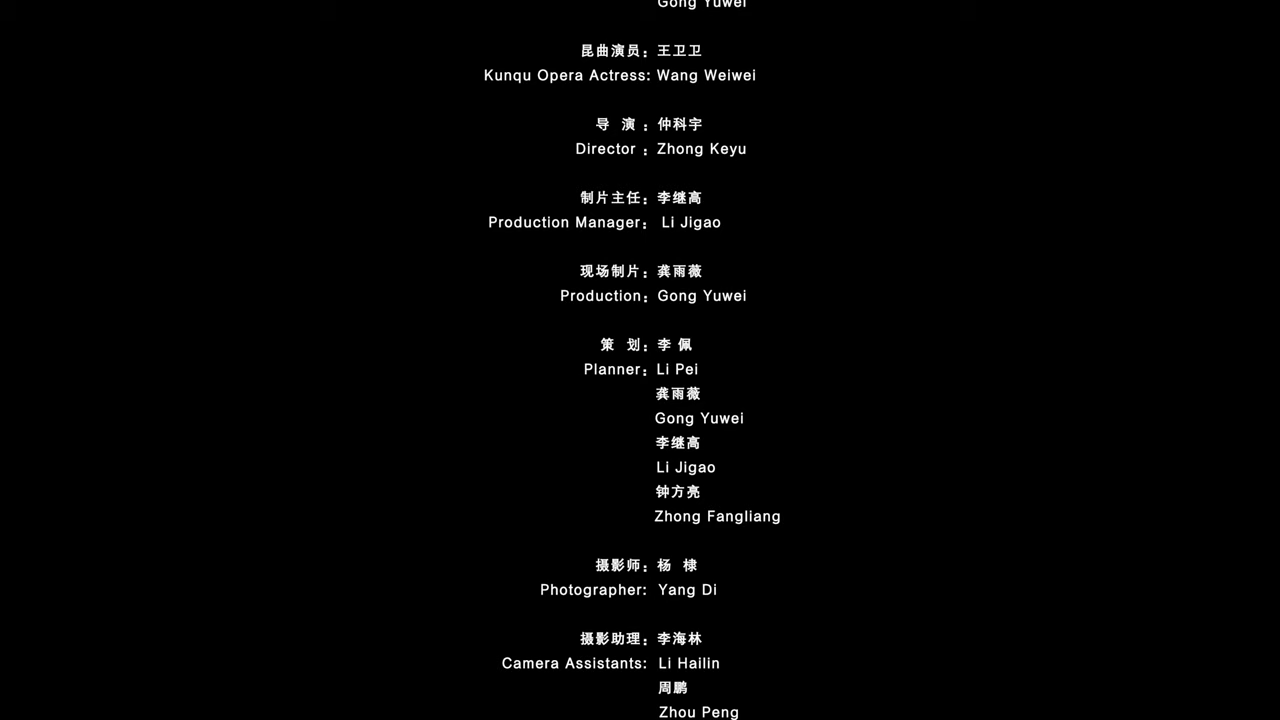 Gong Yuwei
昆曲演员：王卫卫
Kunqu Opera Actress: Wang Weiwei
导 演：仲科宇
Director：Zhong Keyu
制片主任：李继高
Production Manager： Li Jigao
现场制片：龚雨薇
Production：Gong Yuwei
策 划：李 佩
Planner：Li Pei
龚雨薇
Gong Yuwei
李继高
Li Jigao
钟方亮
Zhong Fangliang
摄影师：杨 棣
Photographer: Yang Di
摄影助理：李海林
Camera Assistants: Li Hailin
周鹏
Zhou Peng